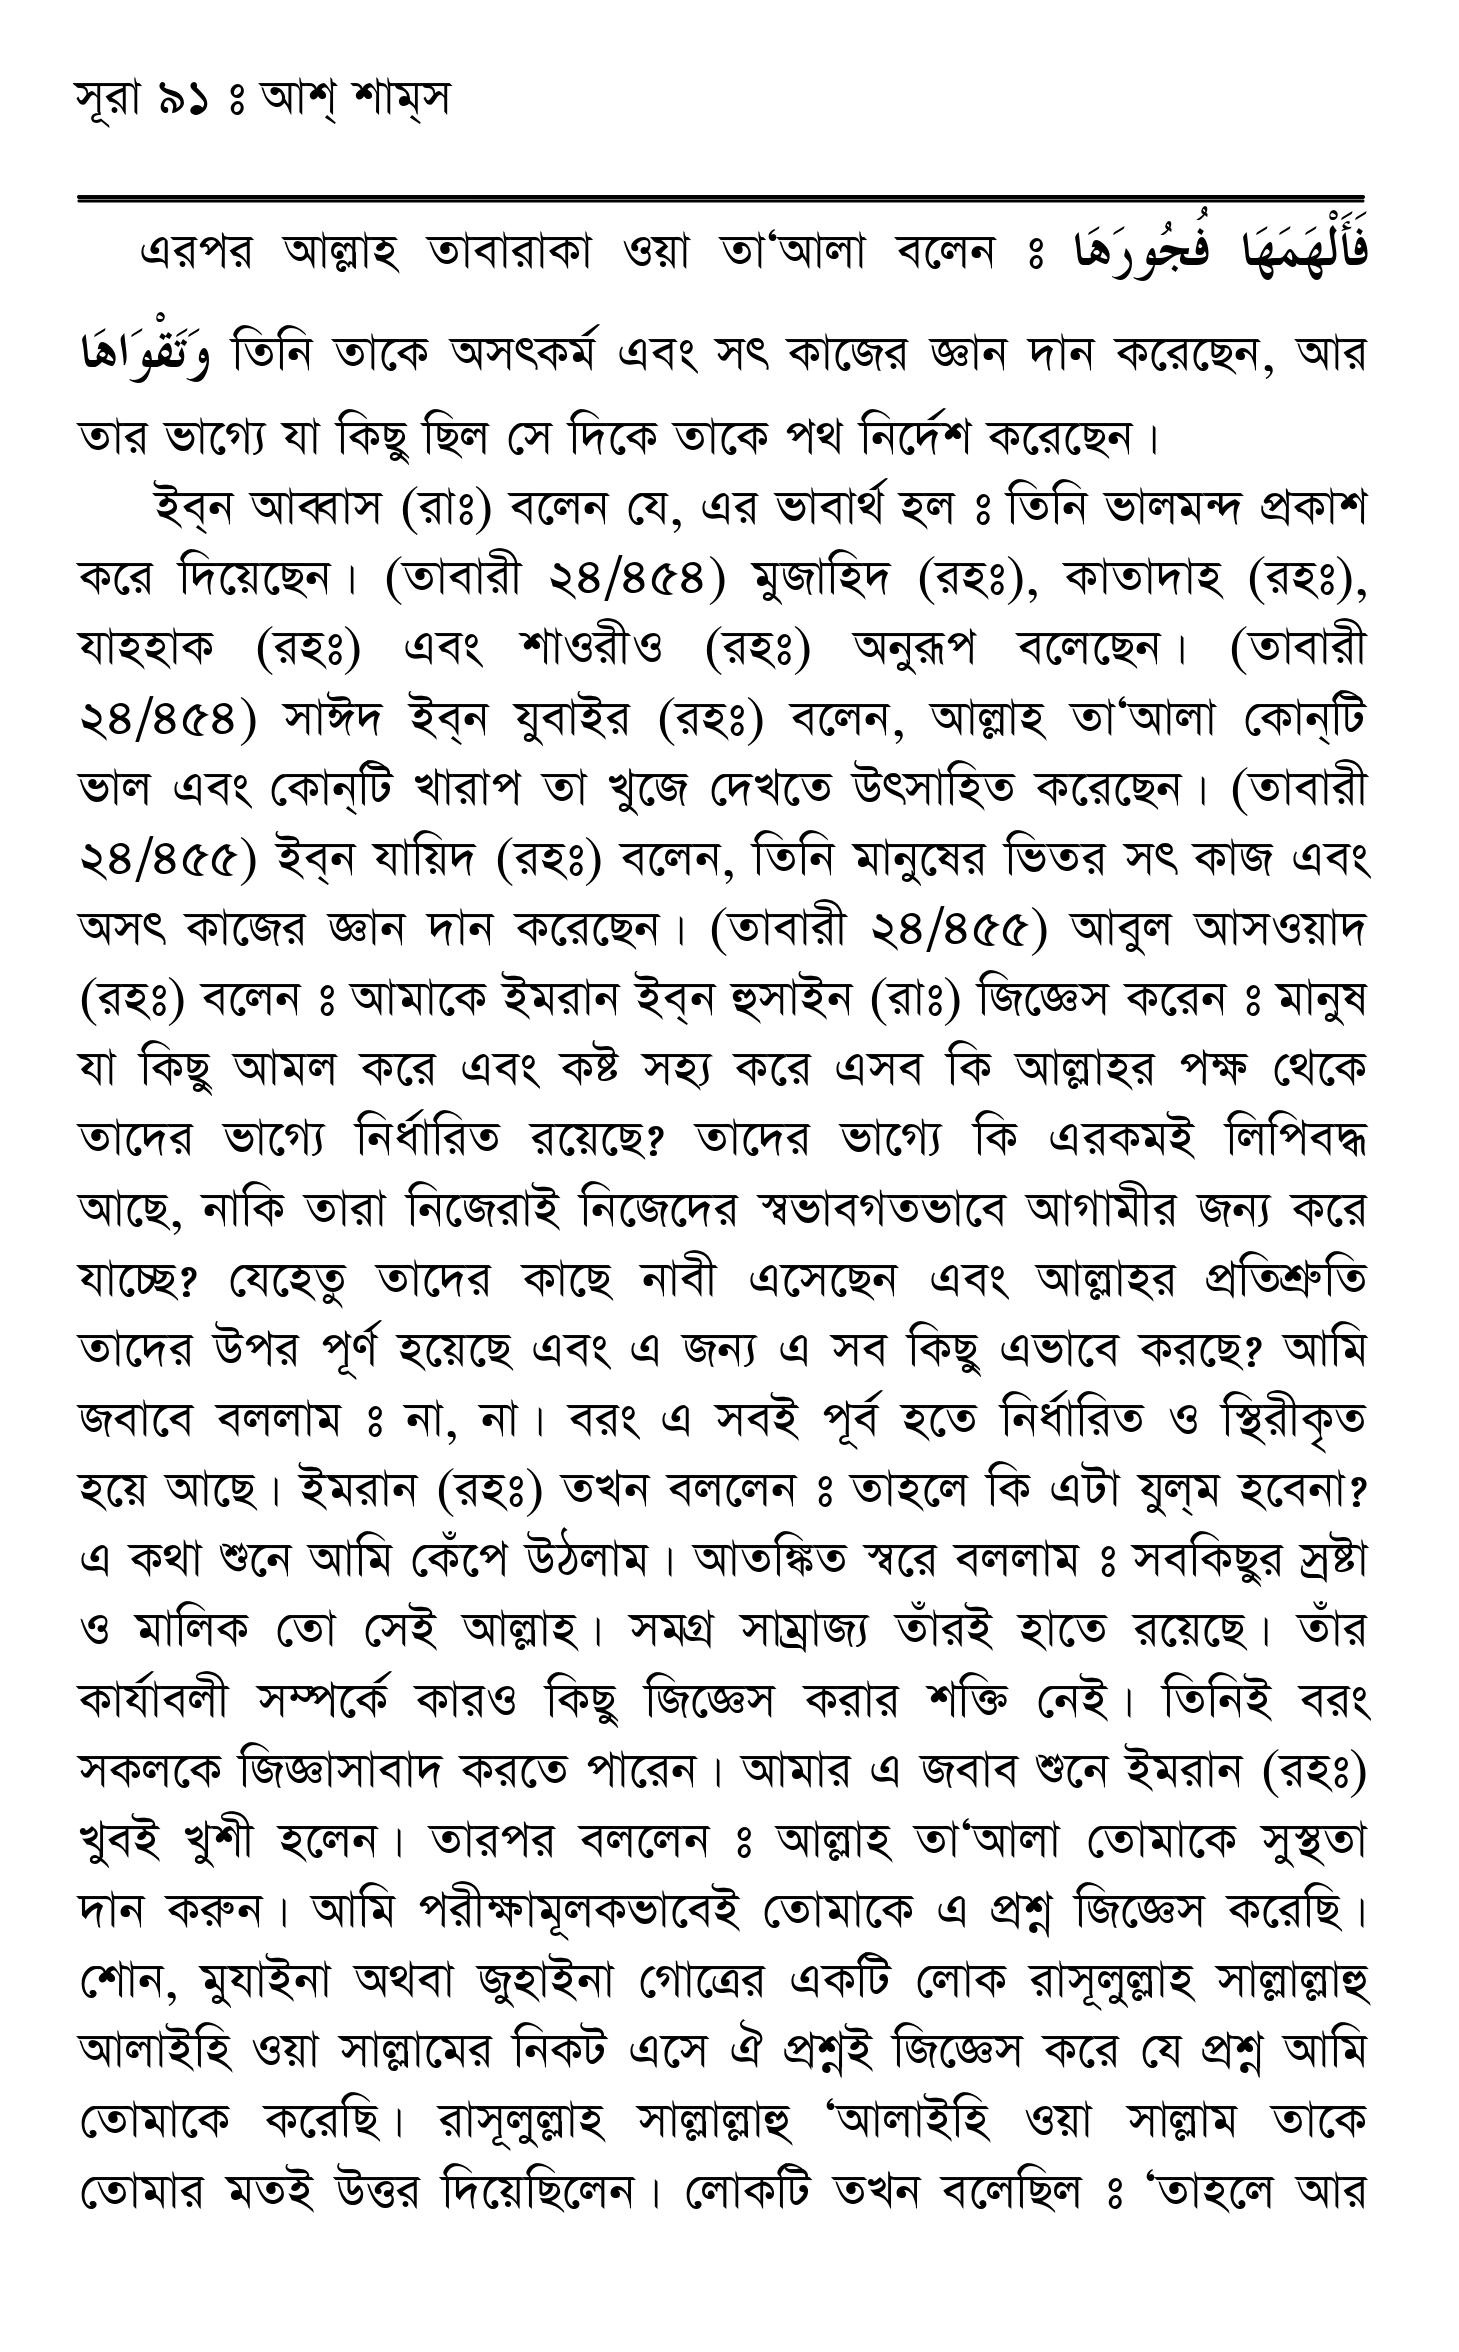 সূরা ৯১ ঃ আশ্ শাম্স
এরপর আল্লাহ তাবারাকা ওয়া তা‘আলা বলেন ঃ فَأَلْهَمَهَا فُجُورَهَا
وَتَقْوَاهَا তিনি তাকে অসৎকর্ম এবং সৎ কাজের জ্ঞান দান করেছেন, আর
তার ভাগ্যে যা কিছু ছিল সে দিকে তাকে পথ নির্দেশ করেছেন।
ইব্ন আব্বাস (রাঃ) বলেন যে, এর ভাবার্থ হল ঃ তিনি ভালমন্দ প্রকাশ
করে দিয়েছেন। (তাবারী ২৪/৪৫৪) মুজাহিদ (রহঃ), কাতাদাহ (রহঃ),
যাহহাক (রহঃ) এবং শাওরীও (রহঃ) অনুরূপ বলেছেন। (তাবারী
২৪/৪৫৪) সাঈদ ইব্ন যুবাইর (রহঃ) বলেন, আল্লাহ তা‘আলা কোন্টি
ভাল এবং কোন্টি খারাপ তা খুজে দেখতে উৎসাহিত করেছেন। (তাবারী
২৪/৪৫৫) ইব্ন যায়িদ (রহঃ) বলেন, তিনি মানুষের ভিতর সৎ কাজ এবং
অসৎ কাজের জ্ঞান দান করেছেন। (তাবারী ২৪/৪৫৫) আবুল আসওয়াদ
(রহঃ) বলেন ঃ আমাকে ইমরান ইব্ন হুসাইন (রাঃ) জিজ্ঞেস করেন ঃ মানুষ
যা কিছু আমল করে এবং কষ্ট সহ্য করে এসব কি আল্লাহর পক্ষ থেকে
তাদের ভাগ্যে নির্ধারিত রয়েছে? তাদের ভাগ্যে কি এরকমই লিপিবদ্ধ
আছে, নাকি তারা নিজেরাই নিজেদের স্বভাবগতভাবে আগামীর জন্য করে
যাচ্ছে? যেহেতু তাদের কাছে নাবী এসেছেন এবং আল্লাহর প্রতিশ্রুতি
তাদের উপর পূর্ণ হয়েছে এবং এ জন্য এ সব কিছু এভাবে করছে? আমি
জবাবে বললাম ঃ না, না। বরং এ সবই পূর্ব হতে নির্ধারিত ও স্থিরীকৃত
হয়ে আছে। ইমরান (রহঃ) তখন বললেন ঃ তাহলে কি এটা যুল্ম হবেনা?
এ কথা শুনে আমি কেঁপে উঠলাম। আতঙ্কিত স্বরে বললাম ঃ সবকিছুর স্রষ্টা
ও মালিক তো সেই আল্লাহ। সমগ্র সাম্রাজ্য তাঁরই হাতে রয়েছে। তাঁর
কার্যাবলী সম্পর্কে কারও কিছু জিজ্ঞেস করার শক্তি নেই। তিনিই বরং
সকলকে জিজ্ঞাসাবাদ করতে পারেন। আমার এ জবাব শুনে ইমরান (রহঃ)
খুবই খুশী হলেন। তারপর বললেন ঃ আল্লাহ তা‘আলা তোমাকে সুস্থতা
দান করুন। আমি পরীক্ষামূলকভাবেই তোমাকে এ প্রশ্ন জিজ্ঞেস করেছি।
শোন, মুযাইনা অথবা জুহাইনা গোত্রের একটি লোক রাসূলুল্লাহ সাল্লাল্লাহু
আলাইহি ওয়া সাল্লামের নিকট এসে ঐ প্রশ্নই জিজ্ঞেস করে যে প্রশ্ন আমি
তোমাকে করেছি। রাসূলুল্লাহ সাল্লাল্লাহু ‘আলাইহি ওয়া সাল্লাম তাকে
তোমার মতই উত্তর দিয়েছিলেন। লোকটি তখন বলেছিল ঃ ‘তাহলে আর